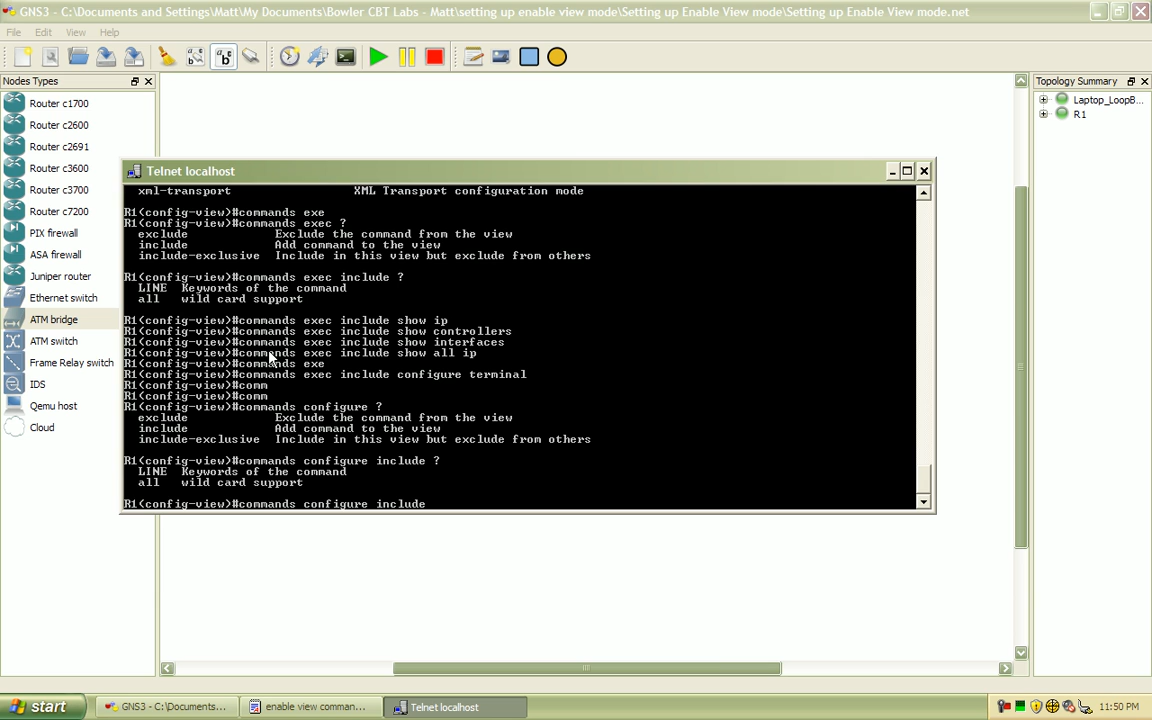 GNS3 - C:\Documents and Settings\Matt\My Documents\Bowler CBT Labs - Matt\setting up enable view mode\Setting up Enable View mode\Setting up Enable View mode.net
File Edit View Help
Nodes Types
Router c1700
Router c2600
Router c2691
Router c3600
Router c3700
Router c7200
PIX firewall
ASA firewall
Juniper router
Ethernet switch
ATM bridge
ATM switch
Frame Relay switch
IDS
Qemu host
Cloud
Telnet localhost
xml-transport XML Transport configuration mode
R1(config-view)#commands exe
R1(config-view)#commands exec ?
exclude Exclude the command from the view
include Add command to the view
include-exclusive Include in this view but exclude from others
R1(config-view)#commands exec include ?
LINE Keywords of the command
all wild card support
R1(config-view)#commands exec include show ip
R1(config-view)#commands exec include show controllers
R1(config-view)#commands exec include show interfaces
R1(config-view)#commands exec include show all ip
R1(config-view)#commands exe
R1(config-view)#commands exec include configure terminal
R1(config-view)#comm
R1(config-view)#comm
R1(config-view)#commands configure ?
exclude Exclude the command from the view
include Add command to the view
include-exclusive Include in this view but exclude from others
R1(config-view)#commands configure include ?
LINE Keywords of the command
all wild card support
R1(config-view)#commands configure include
Topology Summary
Laptop_LoopB...
R1
start
GNS3 - C:\Documents...
enable view comman...
Telnet localhost
11:50 PM